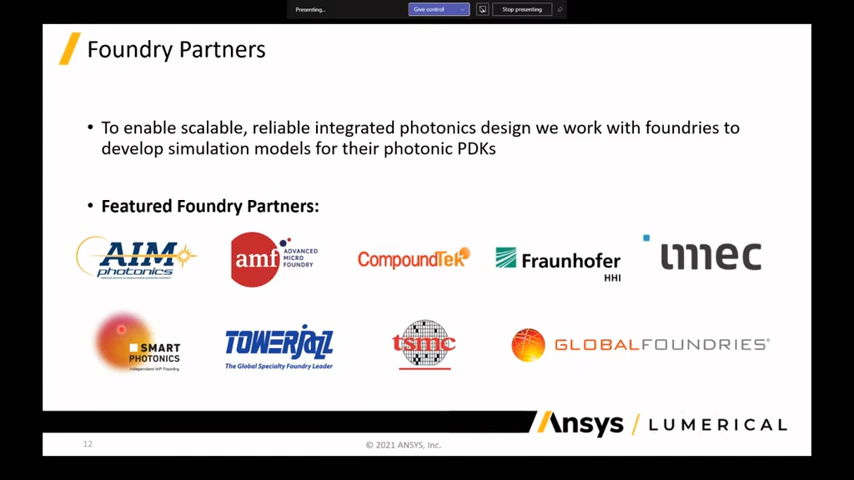 Presenting...
Give control
Stop presenting
Foundry Partners
• To enable scalable, reliable integrated photonics design we work with foundries to
develop simulation models for their photonic PDKs
• Featured Foundry Partners:
AIM
photonics
amf
ADVANCED
MICRO
FOUNDRY
CompoundTek
Fraunhofer
HHI
imec
SMART
PHOTONICS
Independent InP Foundry
TOWERJAZZ
The Global Specialty Foundry Leader
tsmc
GLOBALFOUNDRIES®
Ansys / LUMERICAL
12
© 2021 ANSYS, Inc.